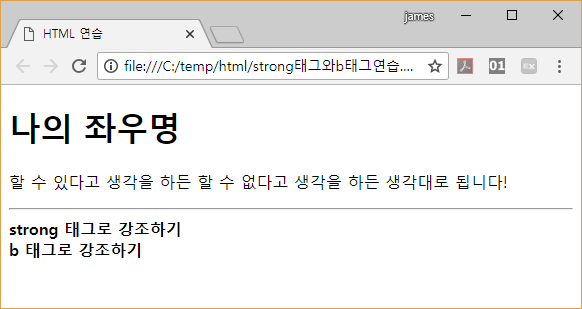 james
HTML 연습
file:///C:/temp/html/strong태그와b태그연습....
01
나의 좌우명
할 수 있다고 생각을 하든 할 수 없다고 생각을 하든 생각대로 됩니다!
strong 태그로 강조하기
b 태그로 강조하기